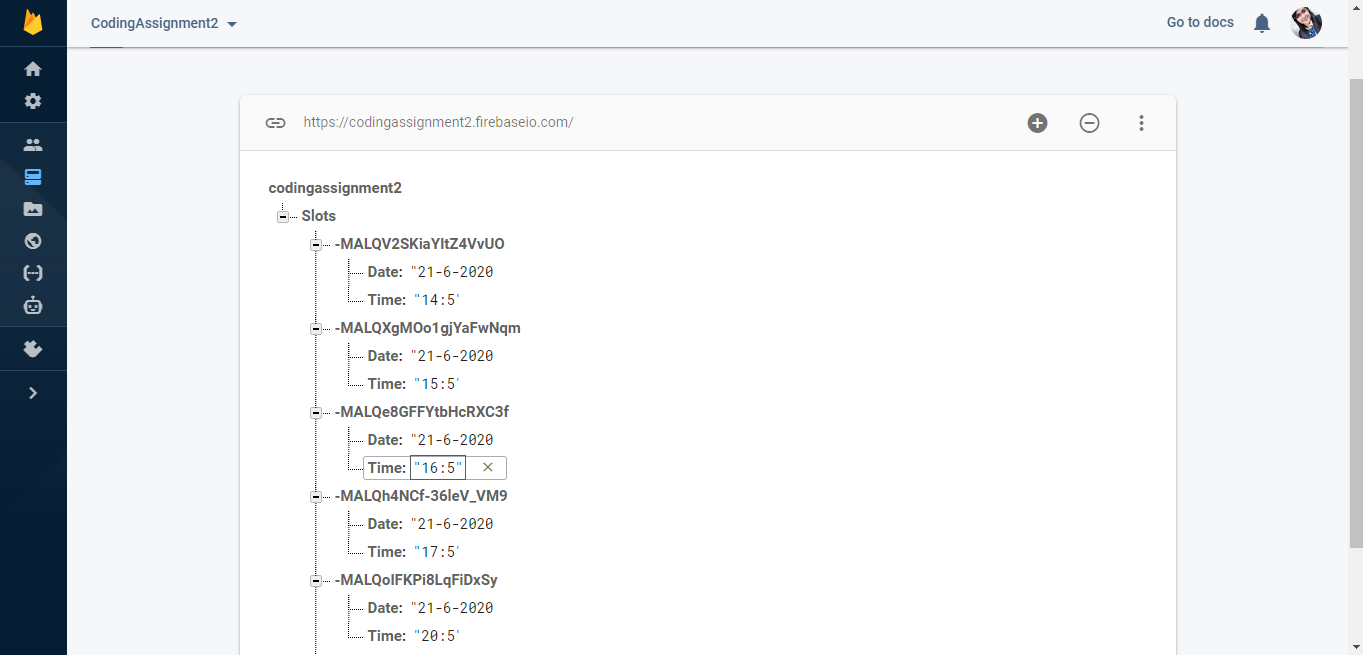 CodingAssignment2
Go to docs
https://codingassignment2.firebaseio.com/
codingassignment2
Slots
-MALQV2SKiaYItZ4VvUO
Date: "21-6-2020
Time: "14:5'
-MALQXgMOo1gjYaFwNqm
Date: "21-6-2020
Time: "15:5'
-MALQe8GFFYtbHcRXC3f
Date: "21-6-2020
Time: "16:5"
-MALQh4NCf-36leV_VM9
Date: "21-6-2020
Time: "17:5'
-MALQoIFKPi8LqFiDxSy
Date: "21-6-2020
Time: "20:5'